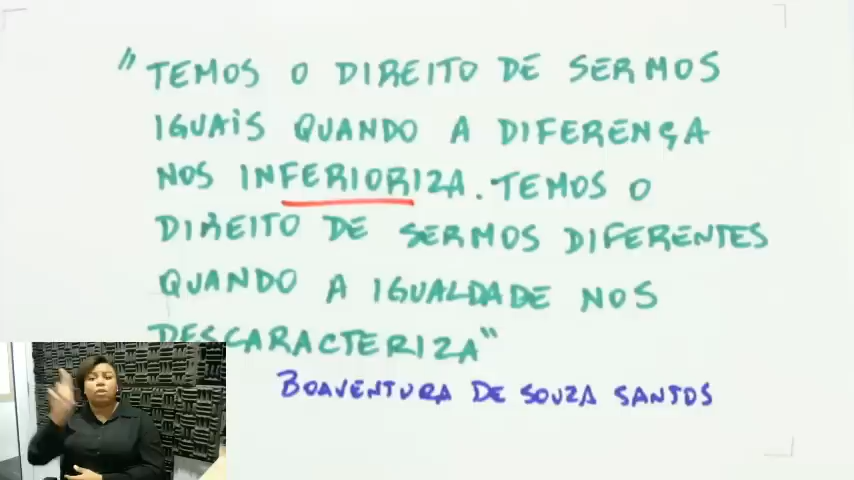 "TEMOS O DIREITO DE SERMOS
IGUAIS QUANDO A DIFERENÇA
NOS INFERIORIZA. TEMOS O
DIREITO DE SERMOS DIFERENTES
QUANDO A IGUALDADE NOS
DESCARACTERIZA"
BOAVENTURA DE SOUZA SANTOS